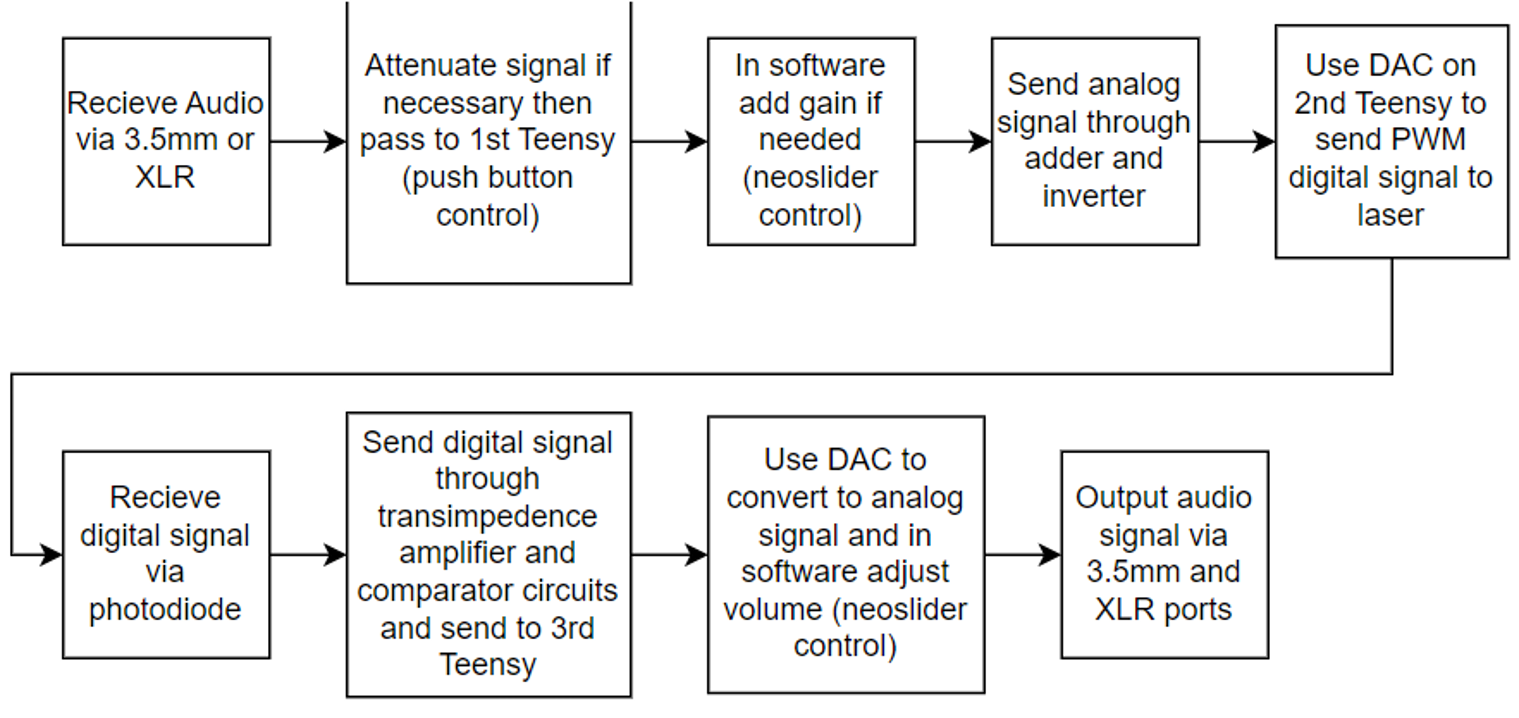 Recieve Audio
via 3.5mm or
XLR
Attenuate signal if
necessary then
pass to 1st Teensy
(push button
control)
In software
add gain if
needed
(neoslider
control)
Send analog
signal through
adder and
inverter
Use DAC on
2nd Teensy to
send PWM
digital signal to
laser
Recieve
digital signal
via
photodiode
Send digital signal
through
transimpedence
amplifier and
comparator circuits
and send to 3rd
Teensy
Use DAC to
convert to analog
signal and in
software adjust
volume (neoslider
control)
Output audio
signal via
3.5mm and
XLR ports